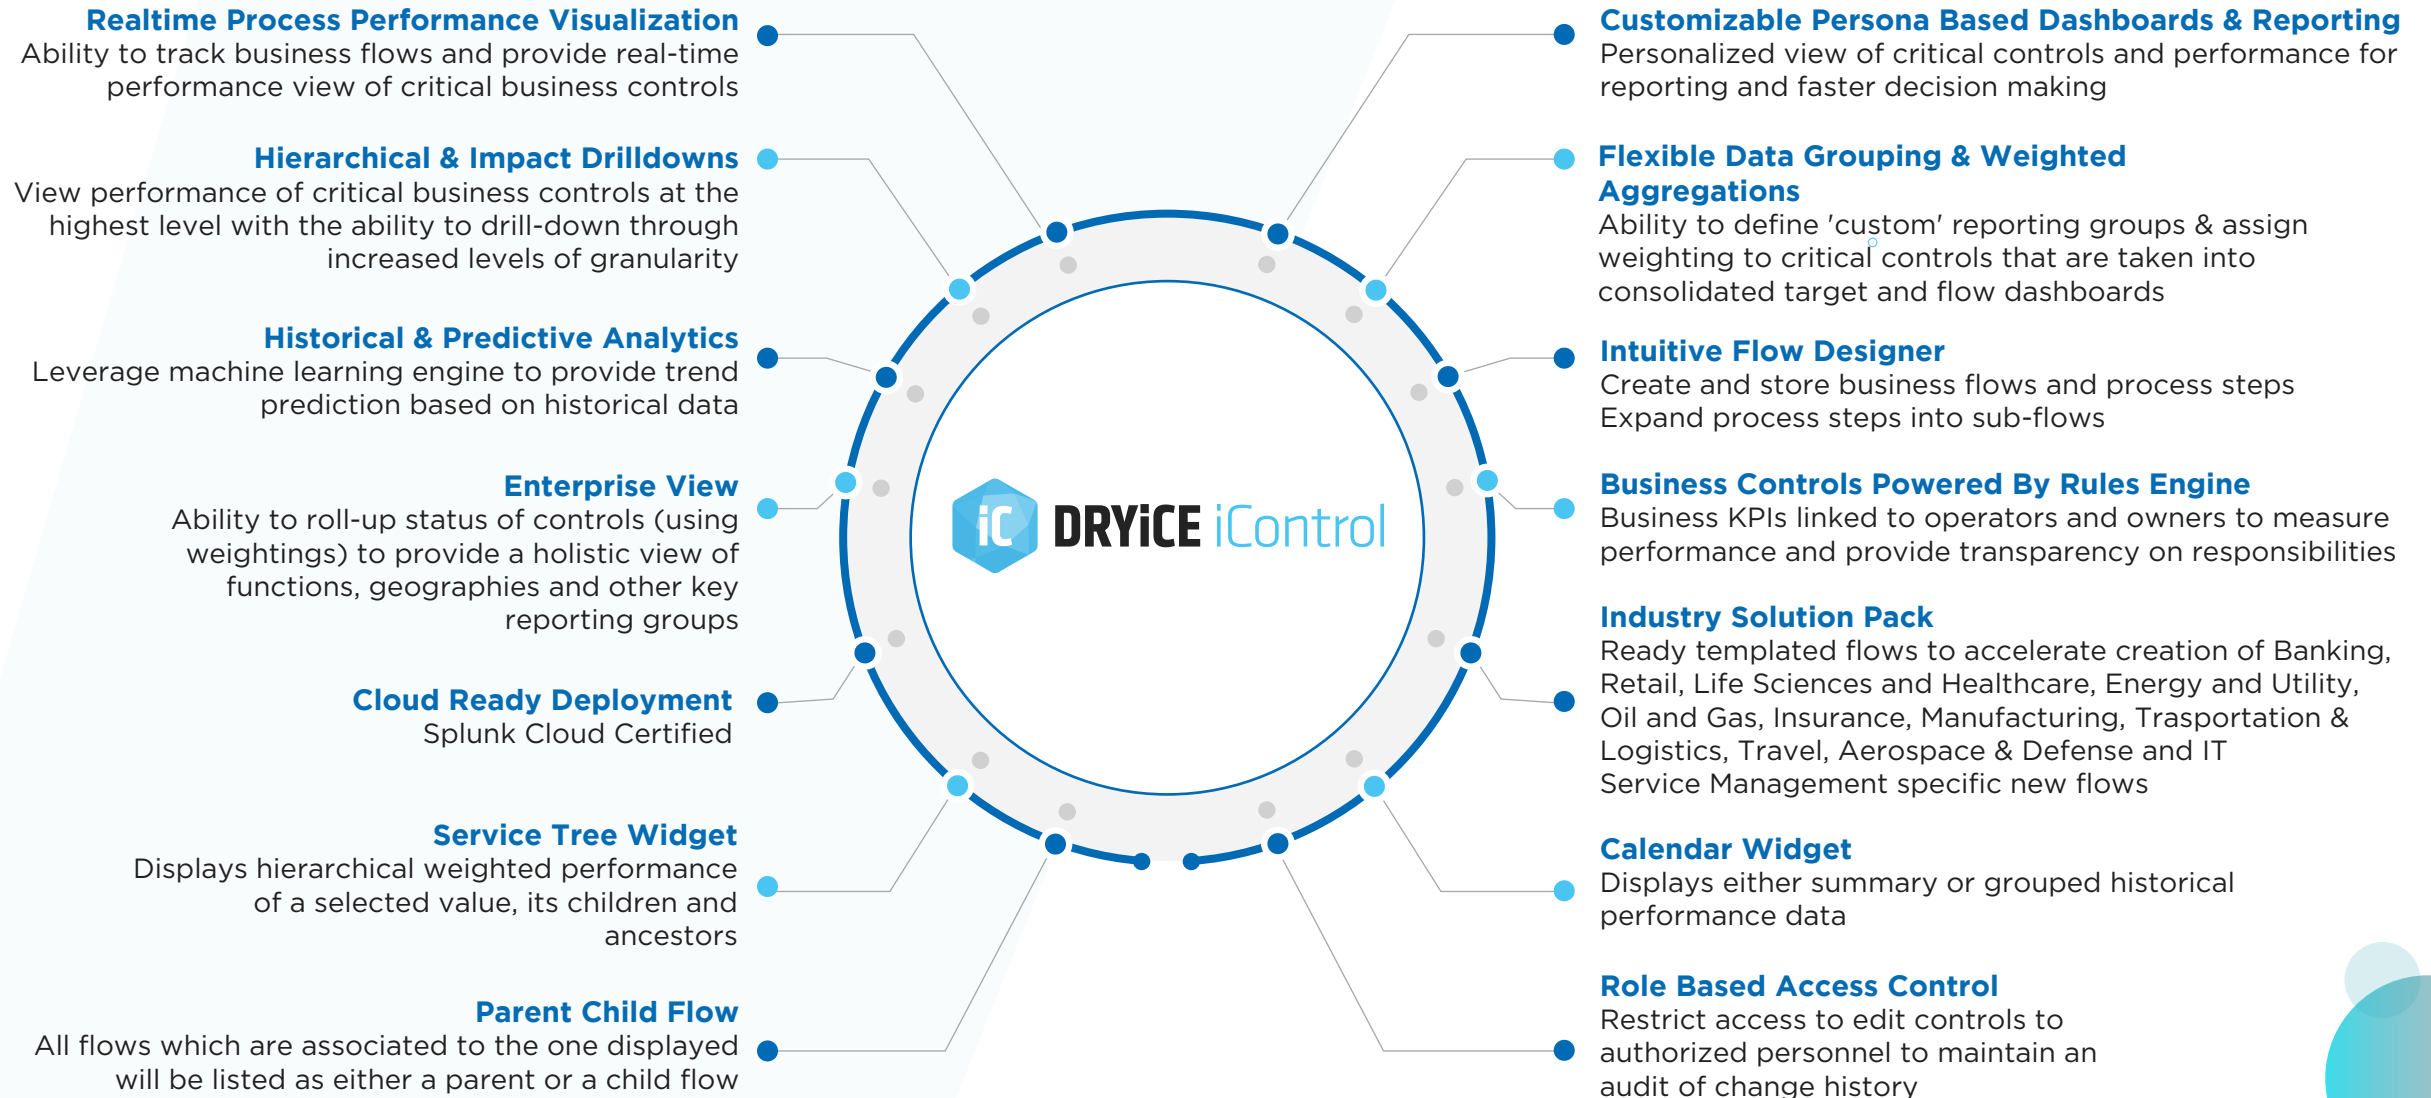 Realtime Process Performance Visualization
Ability to track business flows and provide real-time
performance view of critical business controls
Hierarchical & Impact Drilldowns
View performance of critical business controls at the
highest level with the ability to drill-down through
increased levels of granularity
Historical & Predictive Analytics
Leverage machine learning engine to provide trend
prediction based on historical data
Enterprise View
Ability to roll-up status of controls (using
weightings) to provide a holistic view of
functions, geographies and other key
reporting groups
Cloud Ready Deployment
Splunk Cloud Certified
Service Tree Widget
Displays hierarchical weighted performance
of a selected value, its children and
ancestors
Parent Child Flow
All flows which are associated to the one displayed
will be listed as either a parent or a child flow
iC DRYiCE iControl
Customizable Persona Based Dashboards & Reporting
Personalized view of critical controls and performance for
reporting and faster decision making
Flexible Data Grouping & Weighted
Aggregations
Ability to define 'custom' reporting groups & assign
weighting to critical controls that are taken into
consolidated target and flow dashboards
Intuitive Flow Designer
Create and store business flows and process steps
Expand process steps into sub-flows
Business Controls Powered By Rules Engine
Business KPIs linked to operators and owners to measure
performance and provide transparency on responsibilities
Industry Solution Pack
Ready templated flows to accelerate creation of Banking,
Retail, Life Sciences and Healthcare, Energy and Utility,
Oil and Gas, Insurance, Manufacturing, Trasportation &
Logistics, Travel, Aerospace & Defense and IT
Service Management specific new flows
Calendar Widget
Displays either summary or grouped historical
performance data
Role Based Access Control
Restrict access to edit controls to
authorized personnel to maintain an
audit of change history